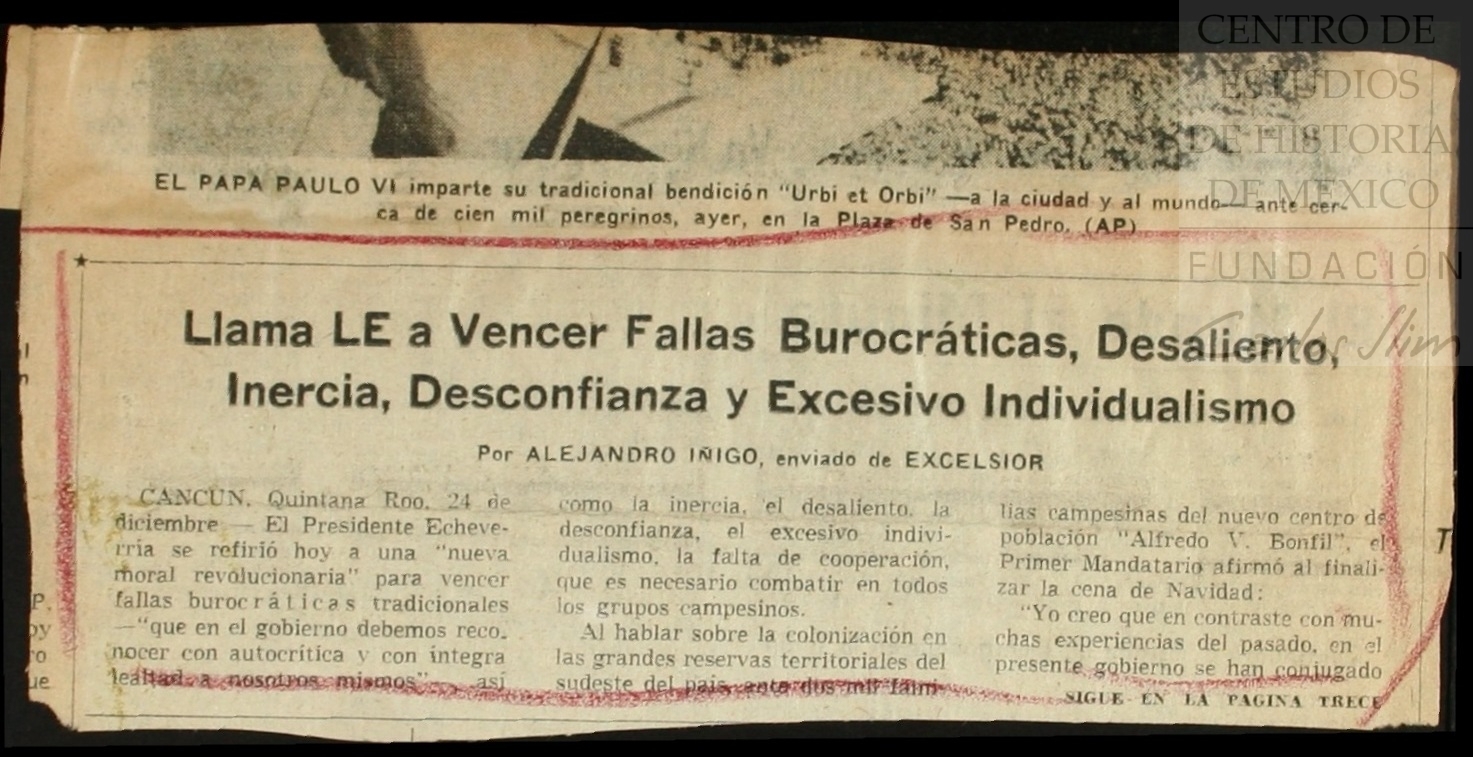 CENTRO DE
ESTUDIOS
DE HISTORIA
DE MÉXICO
FUNDACIÓN
Carlos Slim
EL PAPA PAULO VI imparte su tradicional bendición "Urbi et Orbi" —a la ciudad y al mundo— ante cer-
ca de cien mil peregrinos, ayer, en la Plaza de San Pedro. (AP)
Llama LE a Vencer Fallas Burocráticas, Desaliento,
Inercia, Desconfianza y Excesivo Individualismo
Por ALEJANDRO IÑIGO, enviado de EXCELSIOR
CANCUN, Quintana Roo, 24 de
diciembre — El Presidente Echeve-
rría se refirió hoy a una "nueva
moral revolucionaria" para vencer
fallas burocráticas tradicionales
—"que en el gobierno debemos reco-
nocer con autocrítica y con íntegra
lealtad a nosotros mismos"— así
como la inercia, el desaliento, la
desconfianza, el excesivo indivi-
dualismo, la falta de cooperación,
que es necesario combatir en todos
los grupos campesinos.
Al hablar sobre la colonización en
las grandes reservas territoriales del
sudeste del país, ante dos mil fami-
lias campesinas del nuevo centro de
población "Alfredo V. Bonfil", el
Primer Mandatario afirmó al finali-
zar la cena de Navidad:
"Yo creo que en contraste con mu-
chas experiencias del pasado, en el
presente gobierno se han conjugado
SIGUE EN LA PAGINA TRECE